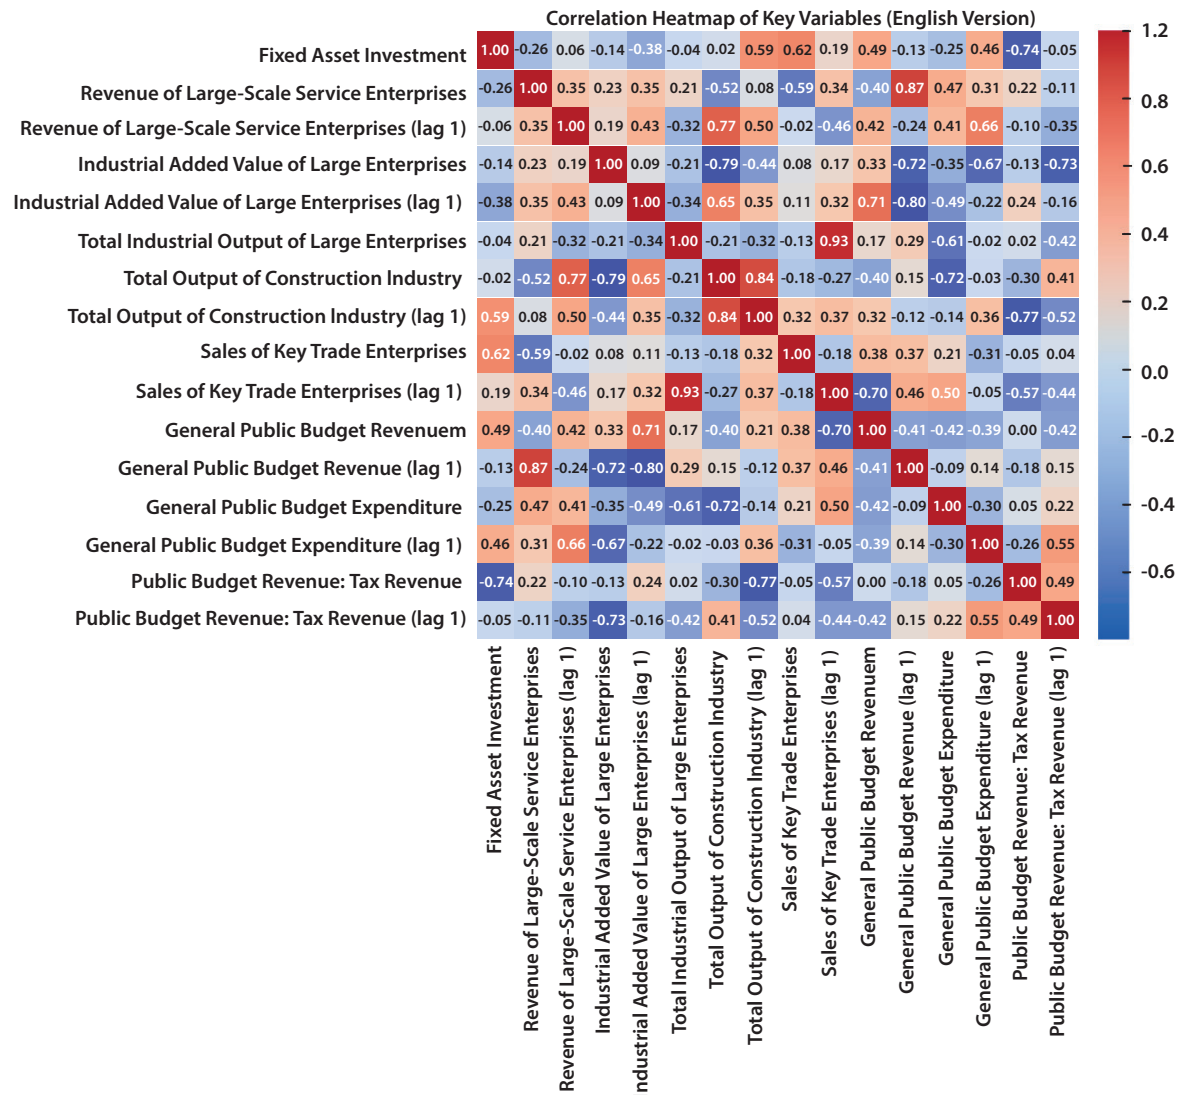 Correlation Heatmap of Key Variables (English Version)
Fixed Asset Investment 1.00 -0.26 0.06 -0.14 -0.38 -0.04 0.02 0.59 0.62 0.19 0.49 -0.13 -0.25 0.46 -0.74 -0.05
Revenue of Large-Scale Service Enterprises -0.26 1.00 0.35 0.23 0.35 0.21 -0.52 0.08 -0.59 0.34 -0.40 0.87 0.47 0.31 0.22 -0.11
Revenue of Large-Scale Service Enterprises (lag 1) -0.06 0.35 1.00 0.19 0.43 -0.32 0.77 0.50 -0.02 -0.46 0.42 -0.24 0.41 0.66 -0.10 -0.35
Industrial Added Value of Large Enterprises -0.14 0.23 0.19 1.00 0.09 -0.21 -0.79 -0.44 0.08 0.17 0.33 -0.72 -0.35 -0.67 -0.13 -0.73
Industrial Added Value of Large Enterprises (lag 1) -0.38 0.35 0.43 0.09 1.00 -0.34 0.65 0.35 0.11 0.32 0.71 -0.80 -0.49 -0.22 0.24 -0.16
Total Industrial Output of Large Enterprises -0.04 0.21 -0.32 -0.21 -0.34 1.00 -0.21 -0.32 -0.13 0.93 0.17 0.29 -0.61 -0.02 0.02 -0.42
Total Output of Construction Industry -0.02 -0.52 0.77 -0.79 0.65 -0.21 1.00 0.84 -0.18 -0.27 -0.40 0.15 -0.72 -0.03 -0.30 0.41
Total Output of Construction Industry (lag 1) 0.59 0.08 0.50 -0.44 0.35 -0.32 0.84 1.00 0.32 0.37 0.32 -0.12 -0.14 0.36 -0.77 -0.52
Sales of Key Trade Enterprises 0.62 -0.59 -0.02 0.08 0.11 -0.13 -0.18 0.32 1.00 -0.18 0.38 0.37 0.21 -0.31 -0.05 0.04
Sales of Key Trade Enterprises (lag 1) 0.19 0.34 -0.46 0.17 0.32 0.93 -0.27 0.37 -0.18 1.00 -0.70 0.46 0.50 -0.05 -0.57 -0.44
General Public Budget Revenuem 0.49 -0.40 0.42 0.33 0.71 0.17 -0.40 0.21 0.38 -0.70 1.00 -0.41 -0.42 -0.39 0.00 -0.42
General Public Budget Revenue (lag 1) -0.13 0.87 -0.24 -0.72 -0.80 0.29 0.15 -0.12 0.37 0.46 -0.41 1.00 -0.09 0.14 -0.18 0.15
General Public Budget Expenditure -0.25 0.47 0.41 -0.35 -0.49 -0.61 -0.72 -0.14 0.21 0.50 -0.42 -0.09 1.00 -0.30 0.05 0.22
General Public Budget Expenditure (lag 1) 0.46 0.31 0.66 -0.67 -0.22 -0.02 -0.03 0.36 -0.31 -0.05 -0.39 0.14 -0.30 1.00 -0.26 0.55
Public Budget Revenue: Tax Revenue -0.74 0.22 -0.10 -0.13 0.24 0.02 -0.30 -0.77 -0.05 -0.57 0.00 -0.18 0.05 -0.26 1.00 0.49
Public Budget Revenue: Tax Revenue (lag 1) -0.05 -0.11 -0.35 -0.73 -0.16 -0.42 0.41 -0.52 0.04 -0.44 -0.42 0.15 0.22 0.55 0.49 1.00
Fixed Asset Investment
Revenue of Large-Scale Service Enterprises
Revenue of Large-Scale Service Enterprises (lag 1)
Industrial Added Value of Large Enterprises
ndustrial Added Value of Large Enterprises (lag 1)
Total Industrial Output of Large Enterprises
Total Output of Construction Industry
Total Output of Construction Industry (lag 1)
Sales of Key Trade Enterprises
Sales of Key Trade Enterprises (lag 1)
General Public Budget Revenuem
General Public Budget Revenue (lag 1)
General Public Budget Expenditure
General Public Budget Expenditure (lag 1)
Public Budget Revenue: Tax Revenue
Public Budget Revenue: Tax Revenue (lag 1)
1.2
0.8
0.6
0.4
0.2
0.0
-0.2
-0.4
-0.6